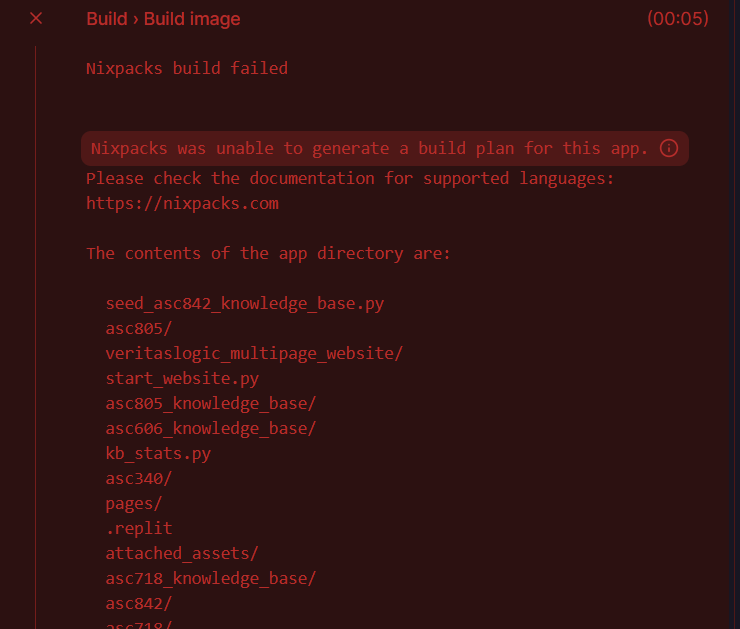 Build › Build image (00:05)
Nixpacks build failed
Nixpacks was unable to generate a build plan for this app.
Please check the documentation for supported languages:
https://nixpacks.com
The contents of the app directory are:
seed_asc842_knowledge_base.py
asc805/
veritaslogic_multipage_website/
start_website.py
asc805_knowledge_base/
asc606_knowledge_base/
kb_stats.py
asc340/
pages/
.replit
attached_assets/
asc718_knowledge_base/
asc842/
asc718/